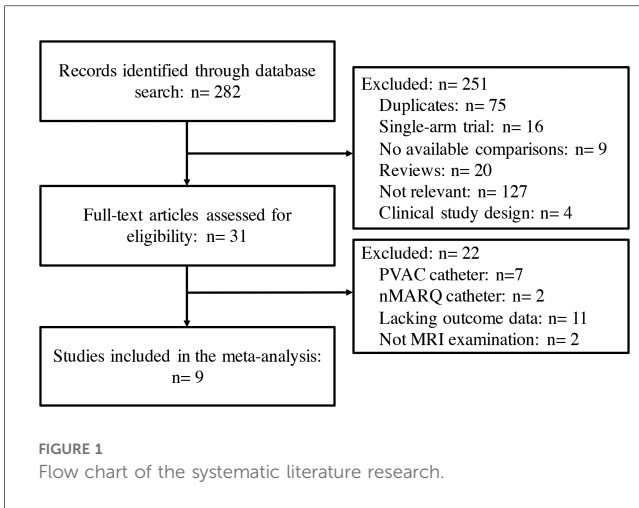 Records identified through database
search: n= 282
Excluded: n= 251
Duplicates: n= 75
Single-arm trial: n= 16
No available comparisons: n= 9
Reviews: n= 20
Not relevant: n= 127
Clinical study design: n= 4
Full-text articles assessed for
eligibility: n= 31
Excluded: n= 22
PVAC catheter: n=7
nMARQ catheter: n= 2
Lacking outcome data: n= 11
Not MRI examination: n= 2
Studies included in the meta-analysis:
n= 9
FIGURE 1
Flow chart of the systematic literature research.